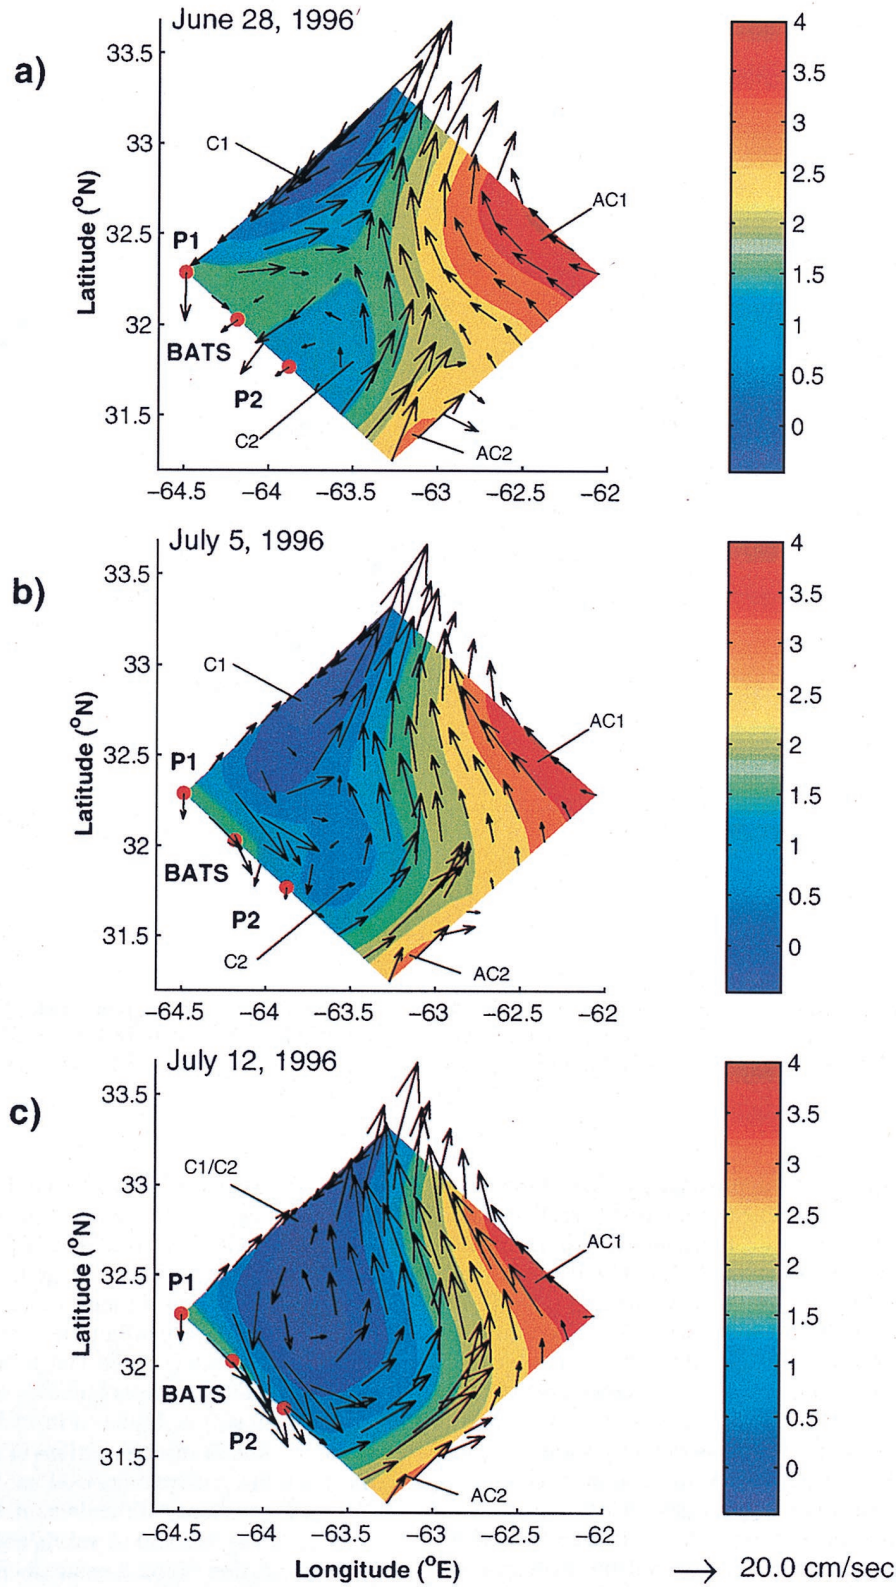 a)
June 28, 1996
33.5
33
32.5
32
31.5
Latitude (°N)
C1
P1
BATS
P2
C2
AC1
AC2
−64.5 −64 −63.5 −63 −62.5 −62
4
3.5
3
2.5
2
1.5
1
0.5
0
b)
July 5, 1996
33.5
33
32.5
32
31.5
Latitude (°N)
C1
P1
BATS
P2
C2
AC1
AC2
−64.5 −64 −63.5 −63 −62.5 −62
4
3.5
3
2.5
2
1.5
1
0.5
0
c)
July 12, 1996
33.5
33
32.5
32
31.5
Latitude (°N)
C1/C2
P1
BATS
P2
AC1
AC2
−64.5 −64 −63.5 −63 −62.5 −62
Longitude (°E)
4
3.5
3
2.5
2
1.5
1
0.5
0
20.0 cm/sec